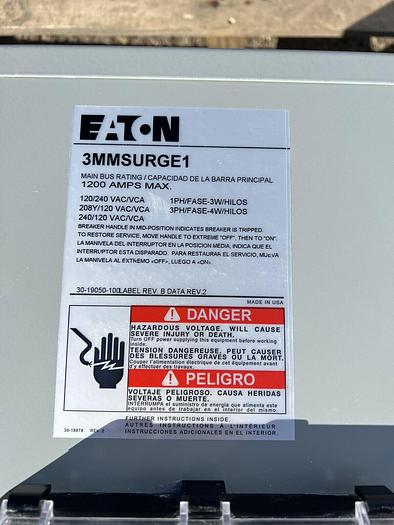 EATON
3MMSURGE1
MAIN BUS RATING / CAPACIDAD DE LA BARRA PRINCIPAL
1200 AMPS MAX.
120/240 VAC/VCA 1PH/FASE-3W/HILOS
208Y/120 VAC/VCA 3PH/FASE-4W/HILOS
240/120 VAC/VCA
BREAKER HANDLE IN MID-POSITION INDICATES BREAKER IS TRIPPED
TO RESTORE SERVICE, MOVE HANDLE TO EXTREME "OFF", THEN TO "ON".
LA MANIVELA DEL INTERRUPTOR EN LA POSICION MEDIA, INDICA QUE EL
INTERRUPTOR ESTA DISPARADO. PARA RESTAURAR EL SERVICIO, MUEVA
LA MANIVELA AL EXTREMO «OFF», LUEGO A «ON».
30-19050-100LABEL REV. B DATA REV.2
MADE IN USA
DANGER
HAZARDOUS VOLTAGE. WILL CAUSE
SEVERE INJURY OR DEATH.
Turn OFF power supplying this equipment before working
inside.
TENSION DANGEREUSE. PEUT CAUSER
DES BLESSURES GRAVES OU LA MORT.
Couper l'alimentation électrique de cet équipement avant
d'y effectuer des travaux.
PELIGRO
VOLTAJE PELIGROSO. CAUSA HERIDAS
SEVERAS O MUERTE.
INTERRUMPA el suministro de energia que alimenta este
equipo antes de trabajar en el interior del mismo.
FURTHER INSTRUCTIONS INSIDE.
AUTRES INSTRUCTIONS À L'INTÉRIEUR.
30-18878 REV. INSTRUCCIONES ADICIONALES EN EL INTERIOR.